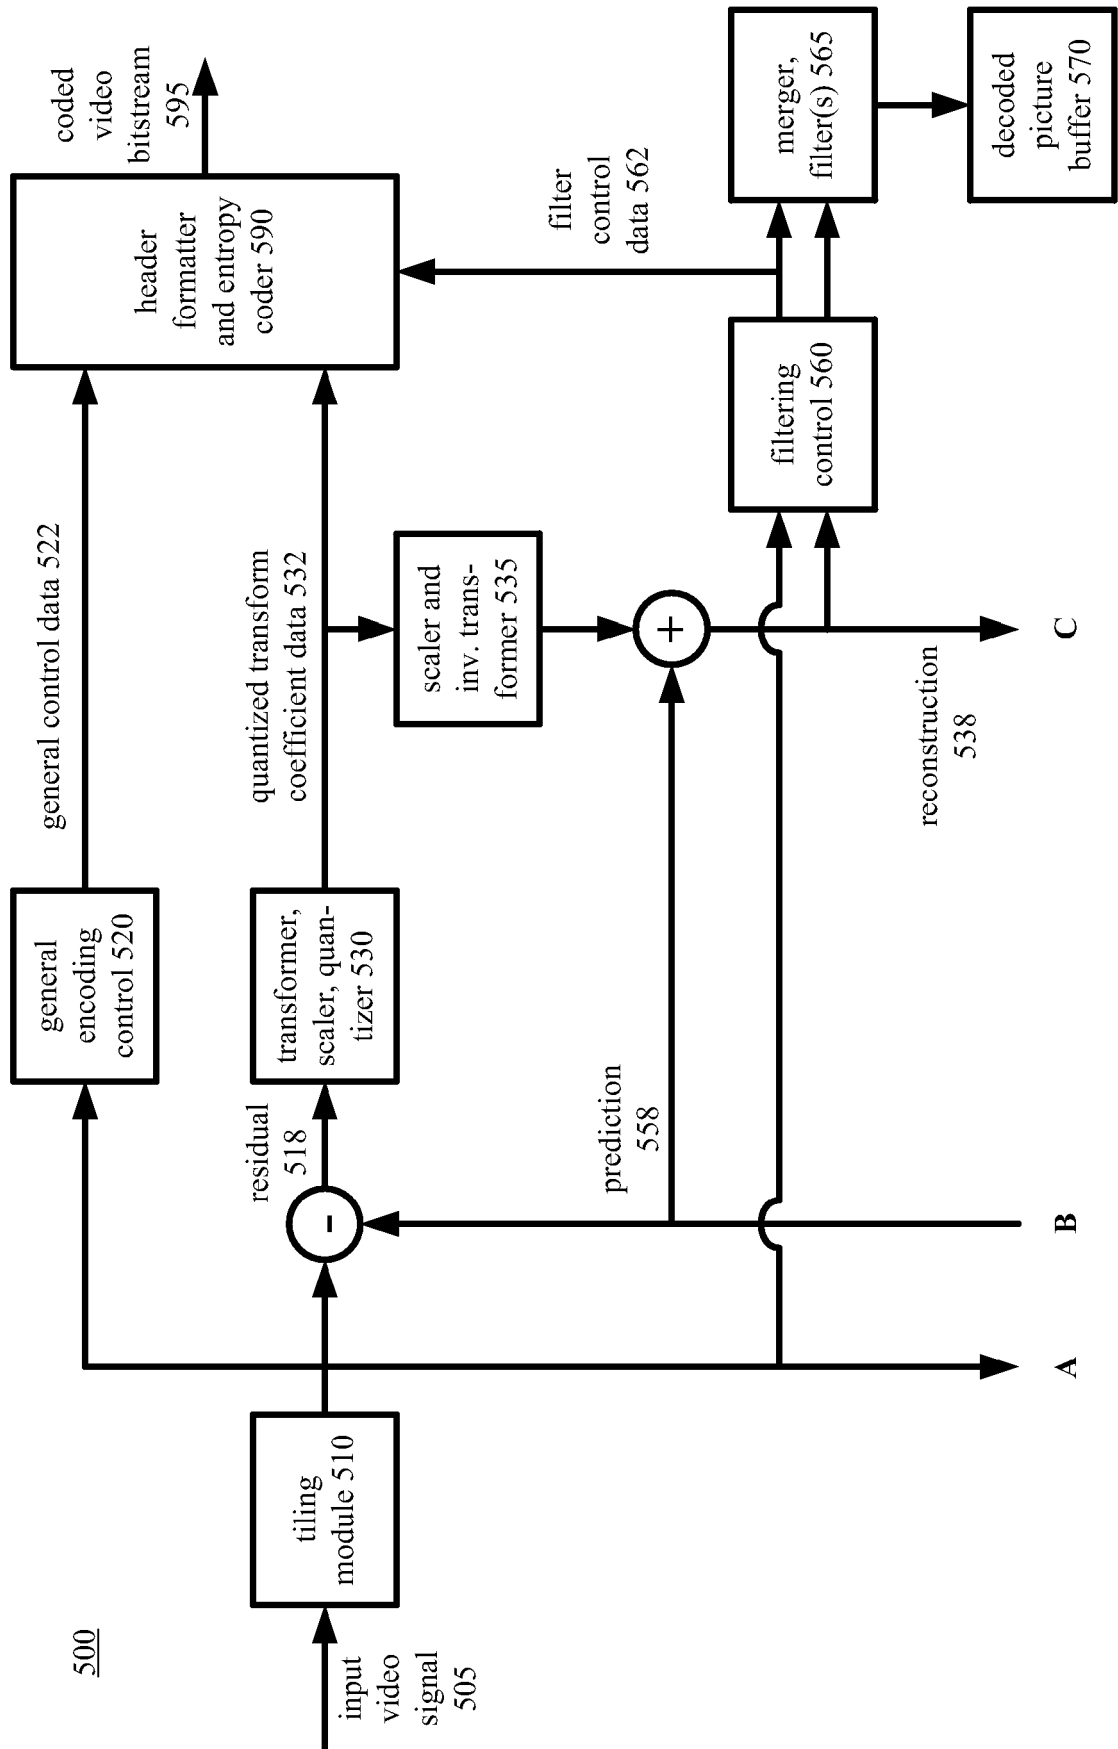 500
input
video
signal
505
tiling
module 510
general
encoding
control 520
general control data 522
header
formatter
and entropy
coder 590
coded
video
bitstream
595
residual
518
-
transformer,
scaler, quan-
tizer 530
quantized transform
coefficient data 532
scaler and
inv. trans-
former 535
+
prediction
558
filter
control
data 562
filtering
control 560
merger,
filter(s) 565
decoded
picture
buffer 570
reconstruction
538
A
B
C